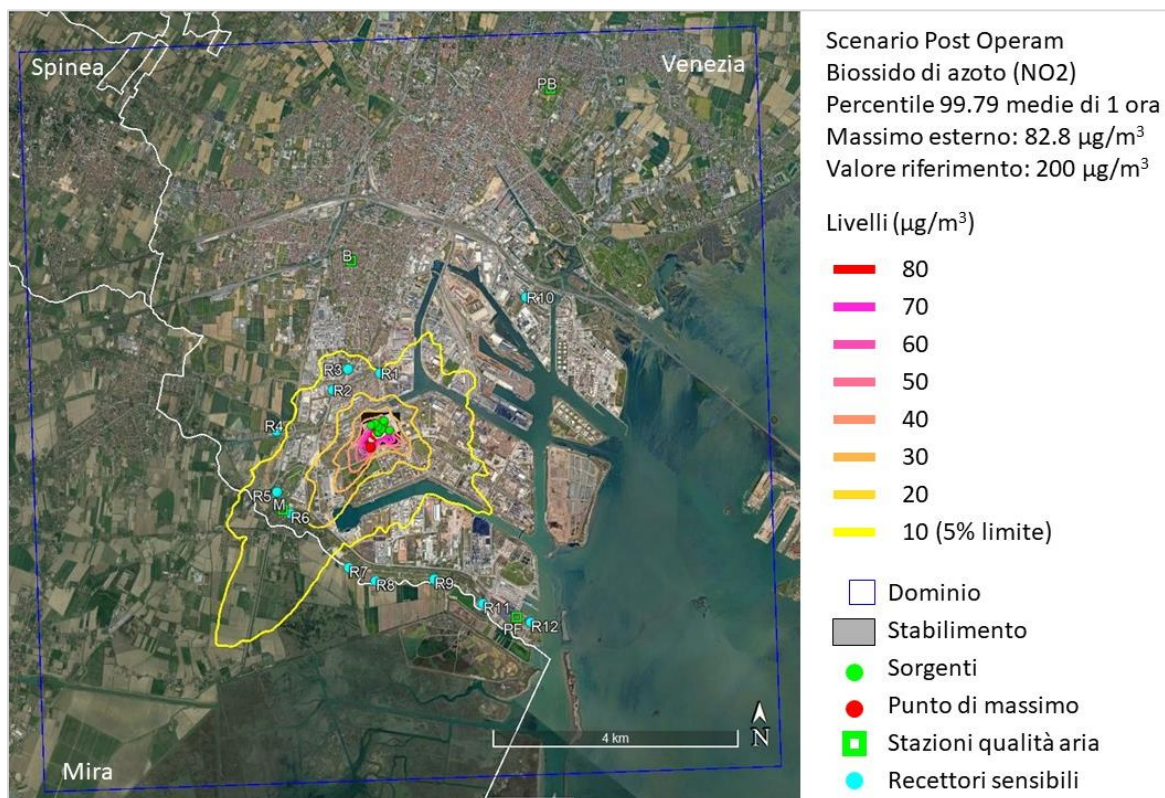 Spinea
Venezia
PB
B
R10
R3
R1
R2
R4
R5
M
R6
R7
R8
R9
R11
PF
R12
4 km
N
Mira
Scenario Post Operam
Biossido di azoto (NO2)
Percentile 99.79 medie di 1 ora
Massimo esterno: 82.8 µg/m³
Valore riferimento: 200 µg/m³
Livelli (µg/m³)
80
70
60
50
40
30
20
10 (5% limite)
Dominio
Stabilimento
Sorgenti
Punto di massimo
Stazioni qualità aria
Recettori sensibili